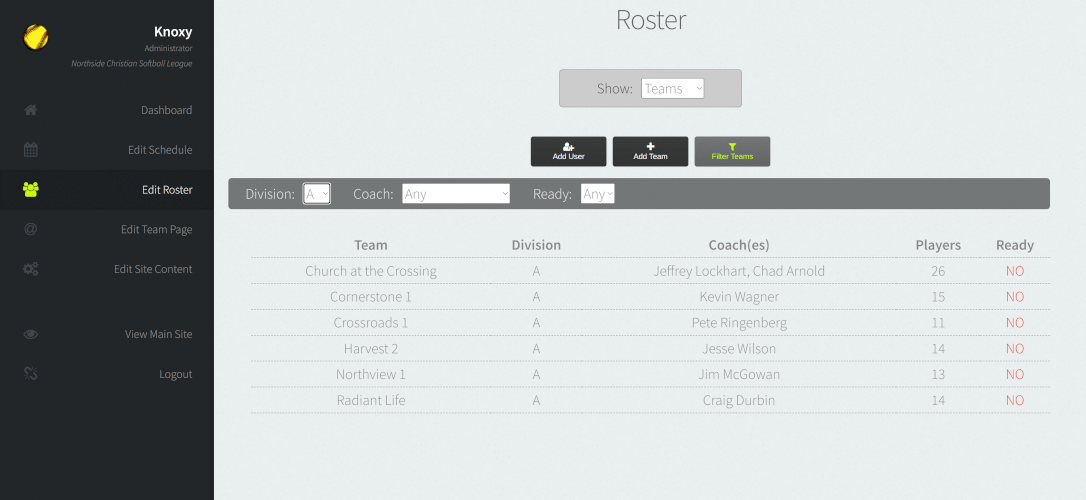 Knoxy
Administrator
Northside Christian Softball League
Dashboard
Edit Schedule
Edit Roster
Edit Team Page
Edit Site Content
View Main Site
Logout
Roster
Show: Teams
Add User Add Team Filter Teams
Division: A Coach: Any Ready: Any
Team Division Coach(es) Players Ready
Church at the Crossing A Jeffrey Lockhart, Chad Arnold 26 NO
Cornerstone 1 A Kevin Wagner 15 NO
Crossroads 1 A Pete Ringenberg 11 NO
Harvest 2 A Jesse Wilson 14 NO
Northview 1 A Jim McGowan 13 NO
Radiant Life A Craig Durbin 14 NO